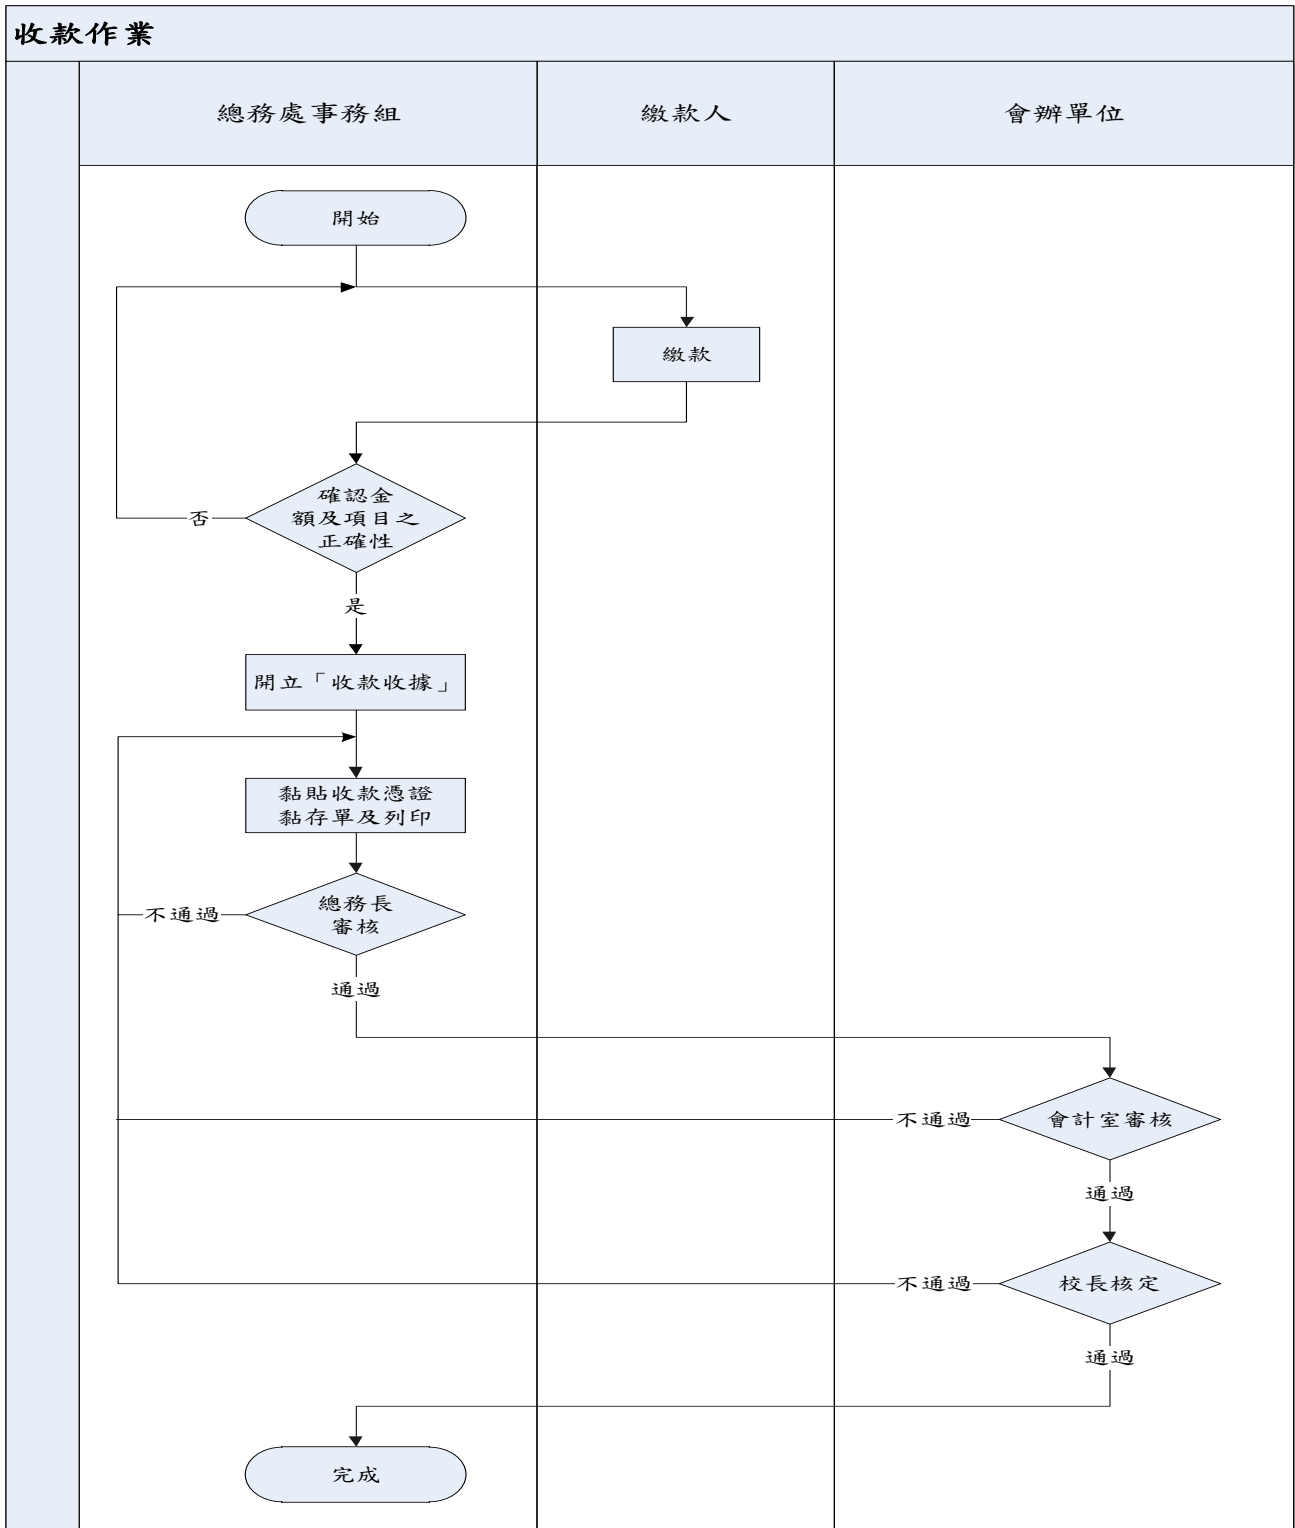 收款作業
總務處事務組
繳款人
會辦單位
開始
繳款
確認金
額及項目之
正確性
否
是
開立「收款收據」
黏貼收款憑證
黏存單及列印
總務長
審核
不通過
通過
會計室審核
不通過
通過
校長核定
不通過
通過
完成